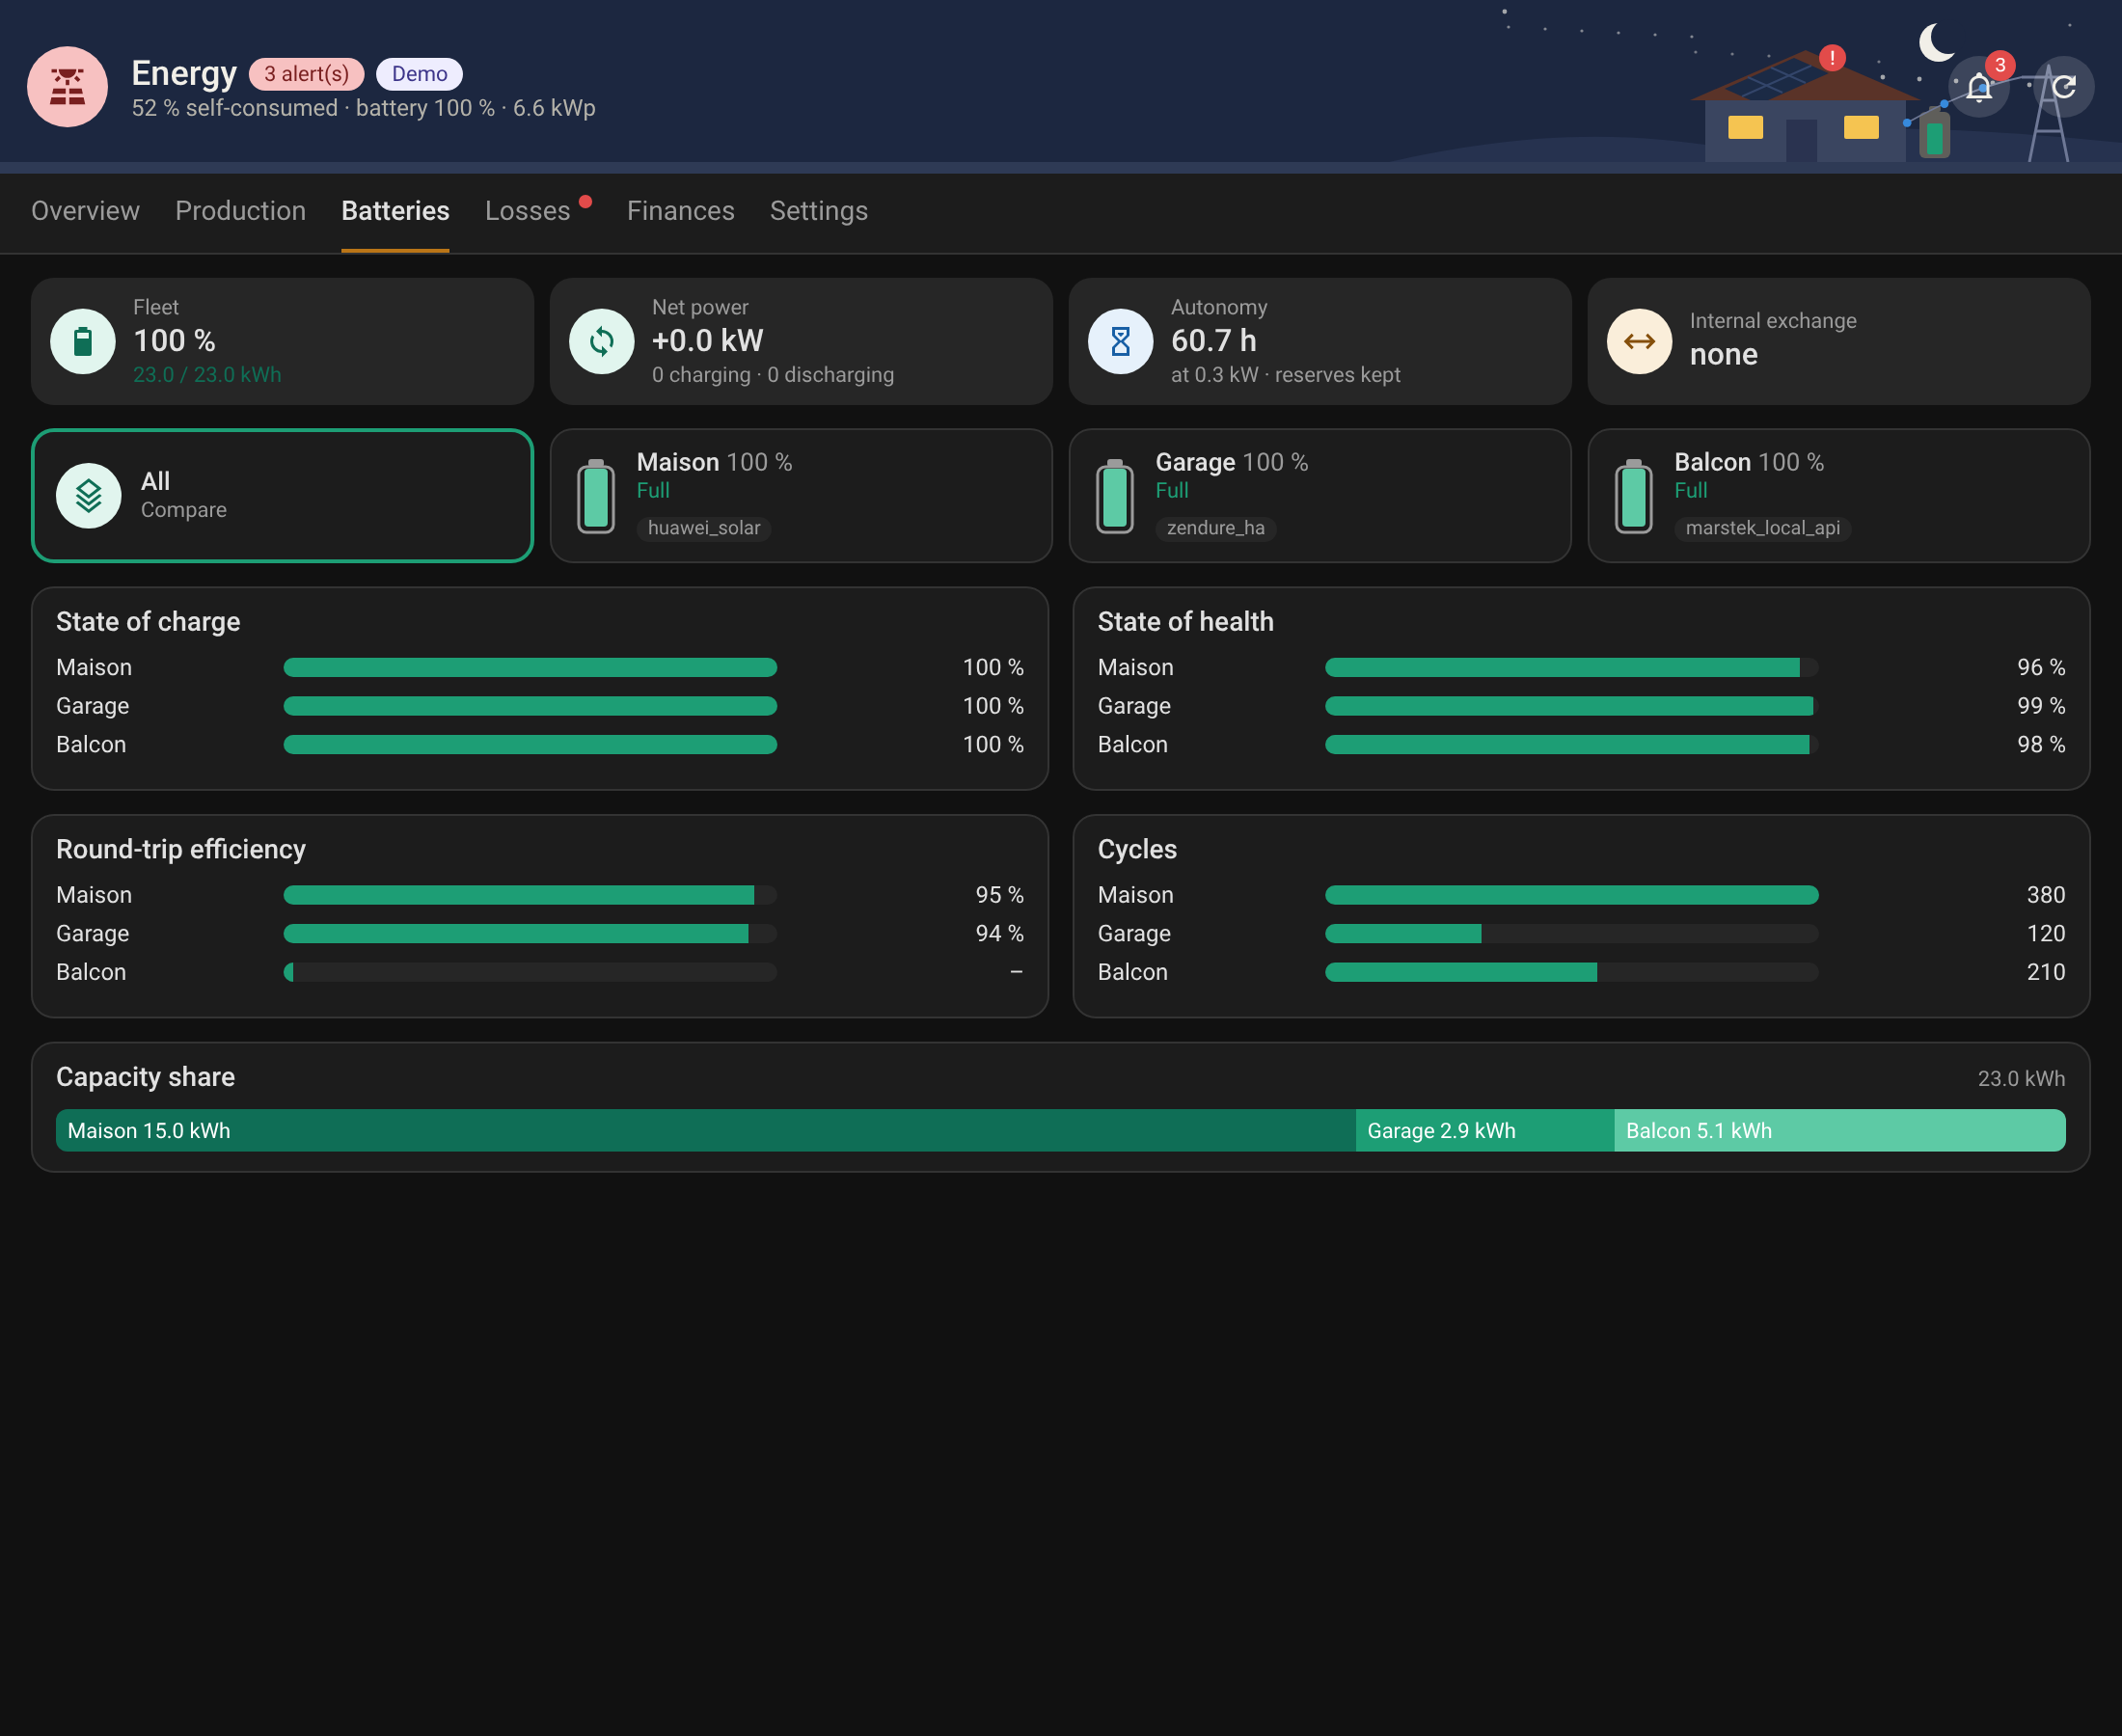 Energy 3 alert(s) Demo
52 % self-consumed · battery 100 % · 6.6 kWp
!
3
Overview Production Batteries Losses Finances Settings
Fleet
100 %
23.0 / 23.0 kWh
Net power
+0.0 kW
0 charging · 0 discharging
Autonomy
60.7 h
at 0.3 kW · reserves kept
Internal exchange
none
All
Compare
Maison 100 %
Full
huawei_solar
Garage 100 %
Full
zendure_ha
Balcon 100 %
Full
marstek_local_api
State of charge
Maison 100 %
Garage 100 %
Balcon 100 %
State of health
Maison 96 %
Garage 99 %
Balcon 98 %
Round-trip efficiency
Maison 95 %
Garage 94 %
Balcon –
Cycles
Maison 380
Garage 120
Balcon 210
Capacity share 23.0 kWh
Maison 15.0 kWh Garage 2.9 kWh Balcon 5.1 kWh